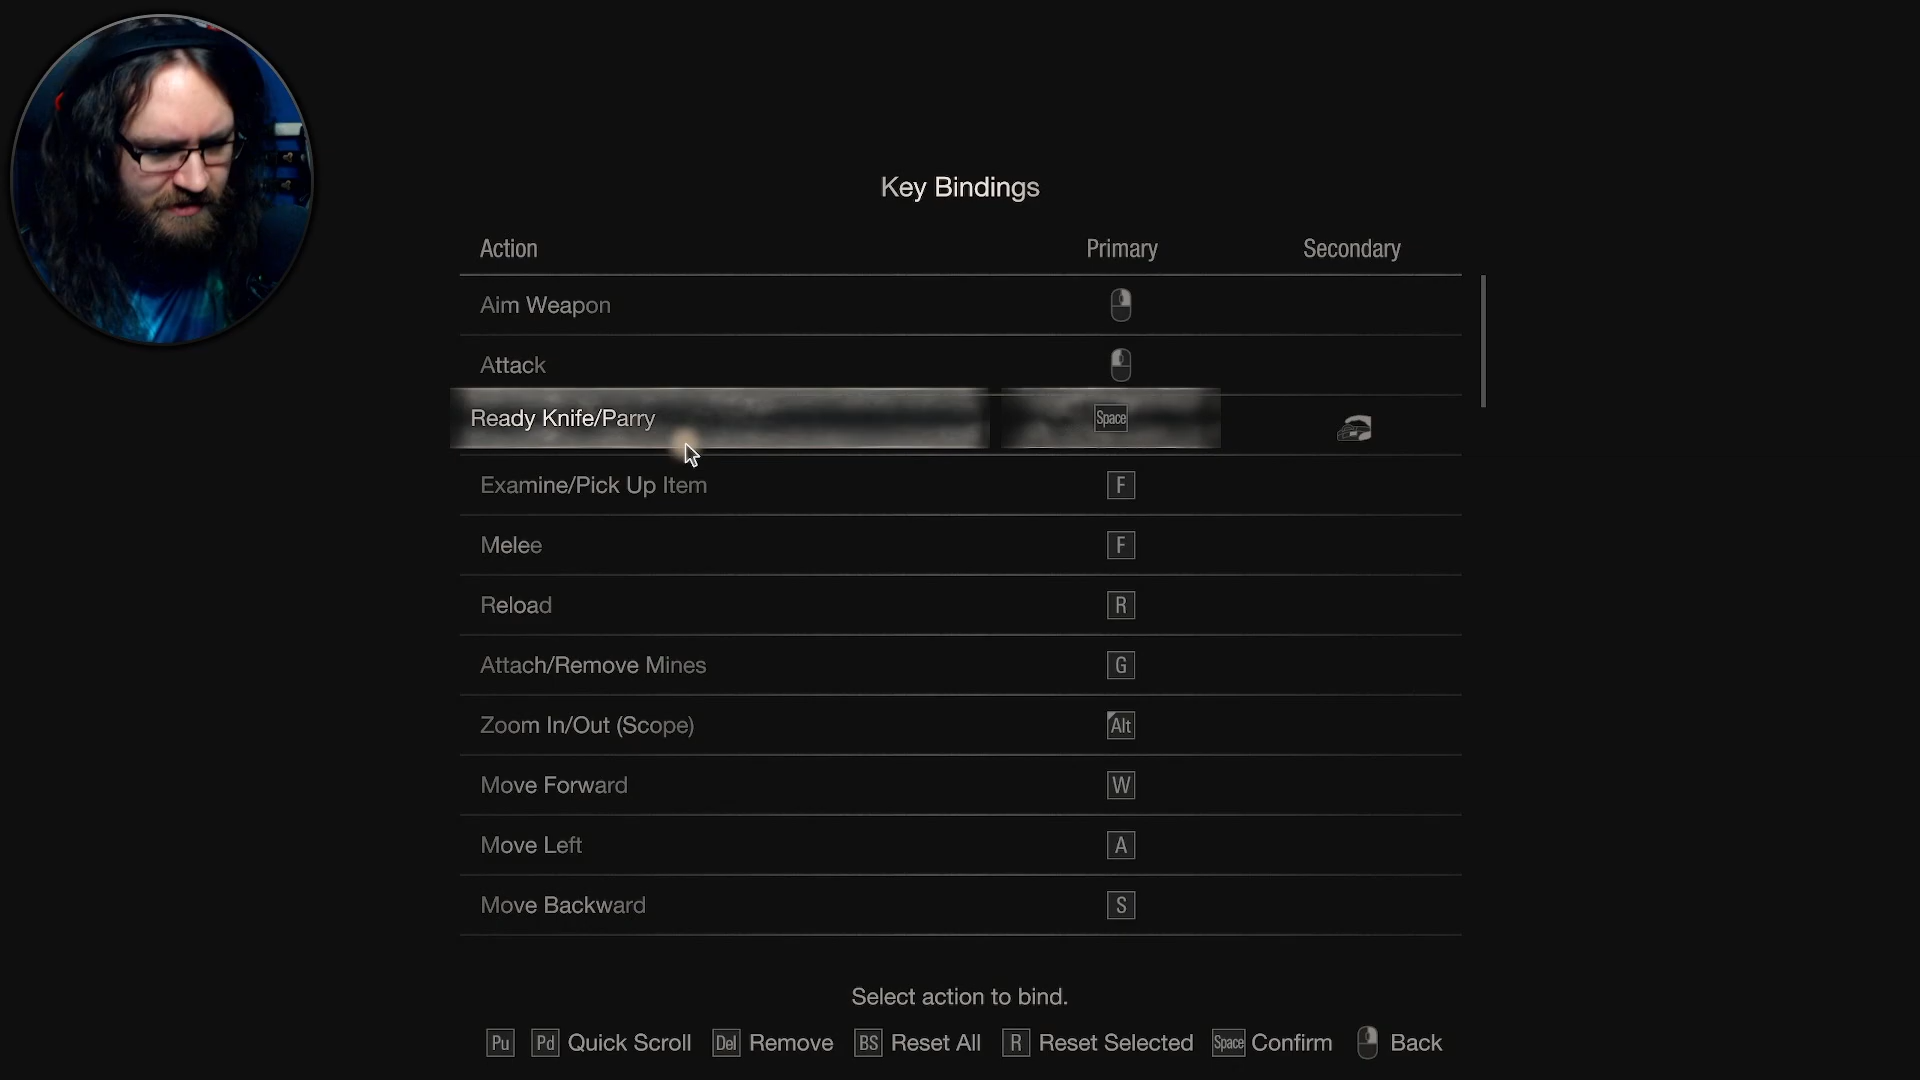 Key Bindings
Action Primary Secondary
Aim Weapon
Attack
Ready Knife/Parry Space
Examine/Pick Up Item F
Melee F
Reload R
Attach/Remove Mines G
Zoom In/Out (Scope) Alt
Move Forward W
Move Left A
Move Backward S
Select action to bind.
Pu Pd Quick Scroll Del Remove BS Reset All R Reset Selected Space Confirm Back